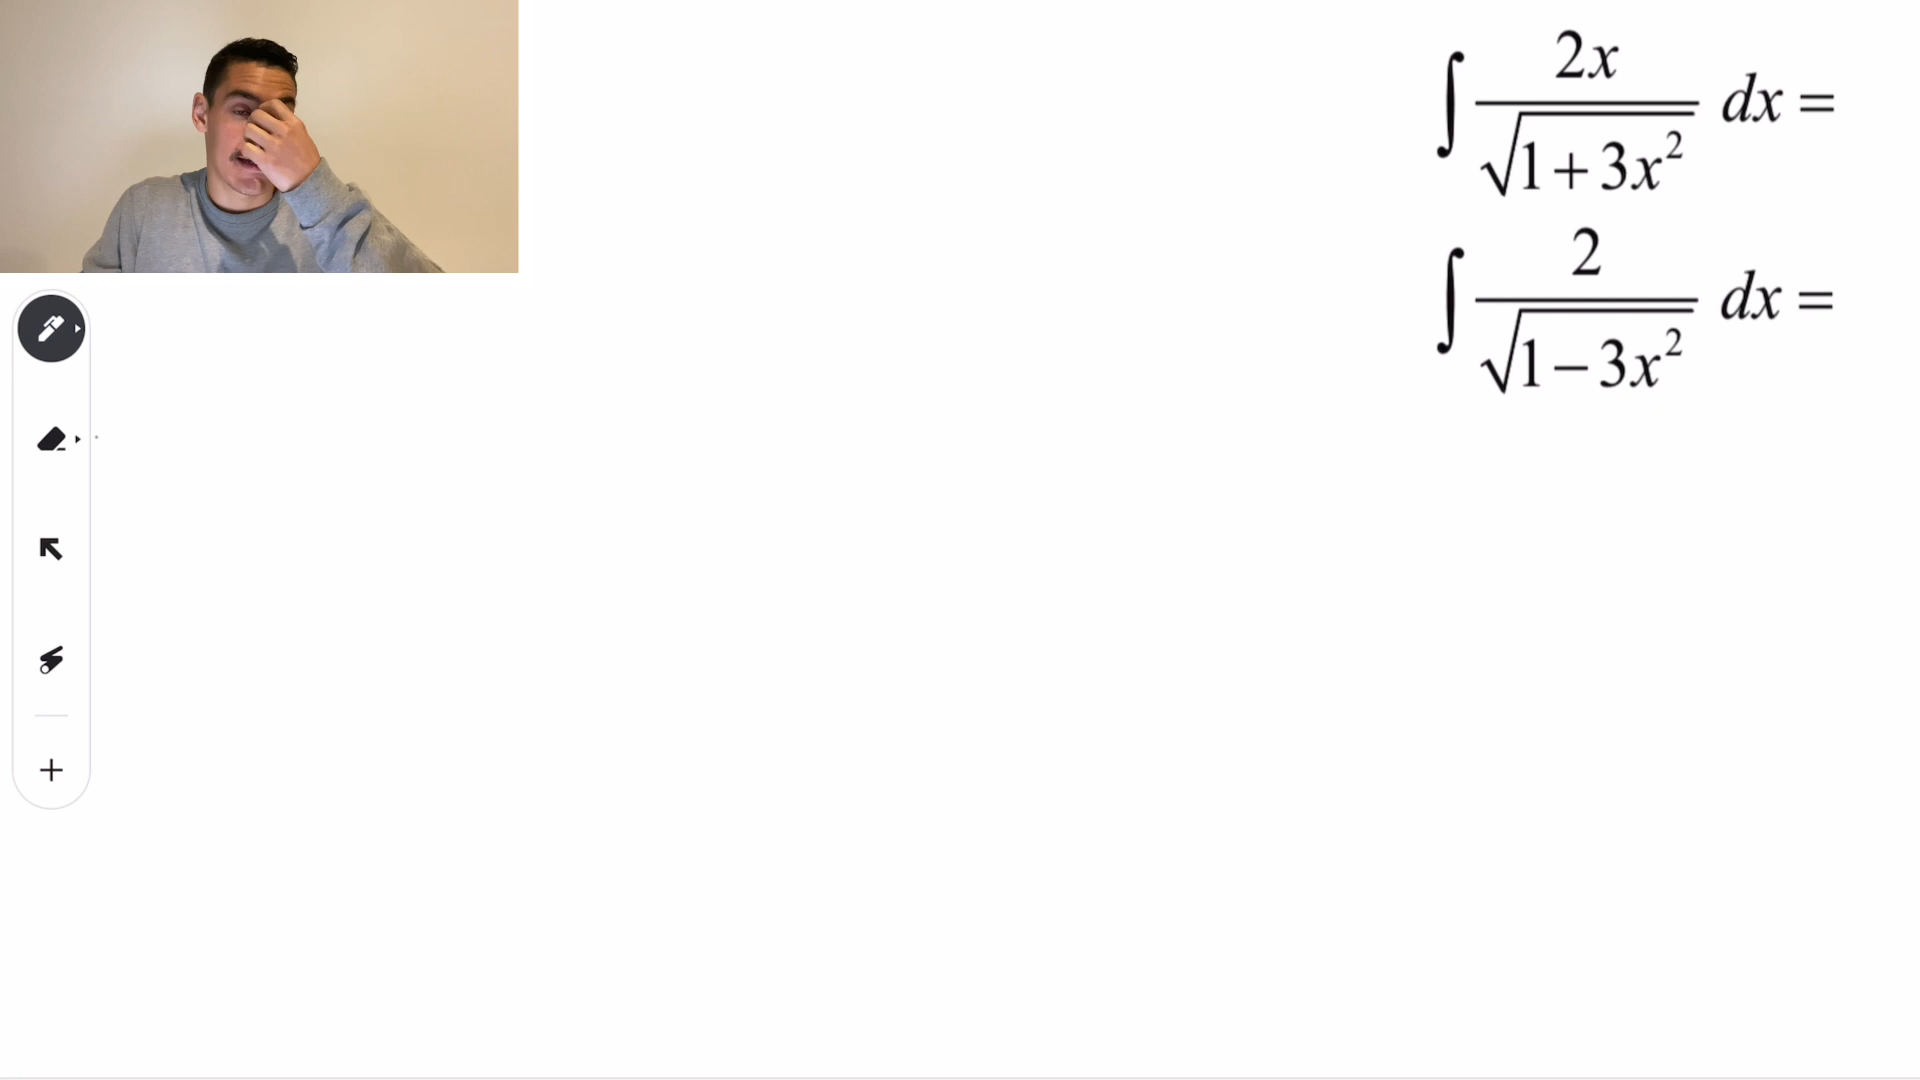 ∫ 2x / √(1+3x²) dx =
∫ 2 / √(1−3x²) dx =